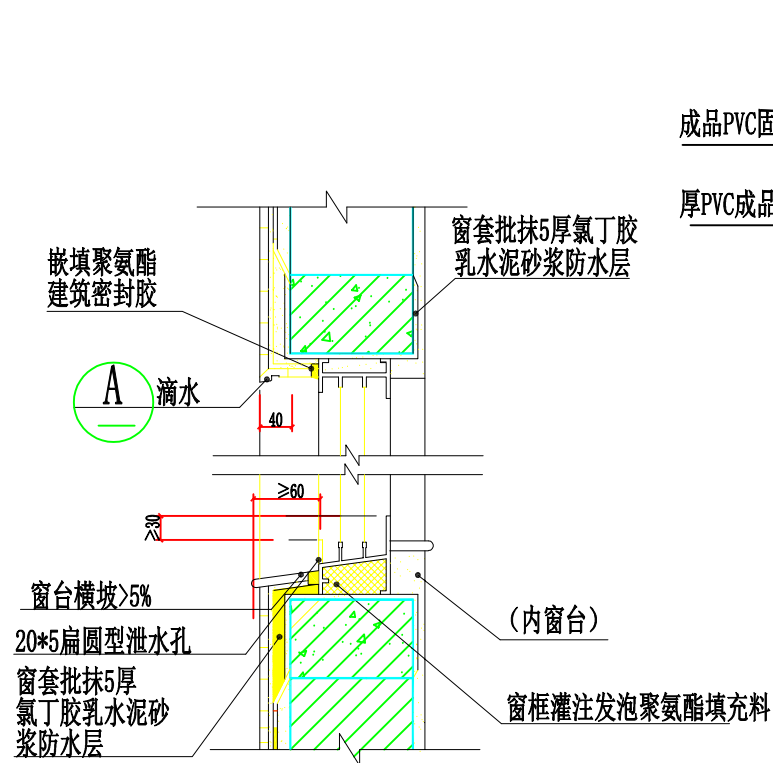 成品PVC固
厚PVC成品
窗套批抹5厚氯丁胶
乳水泥砂浆防水层
嵌填聚氨酯
建筑密封胶
A
滴水
40
≥60
≥30
窗台横坡>5%
20*5扁圆型泄水孔
(内窗台)
窗套批抹5厚
氯丁胶乳水泥砂
浆防水层
窗框灌注发泡聚氨酯填充料